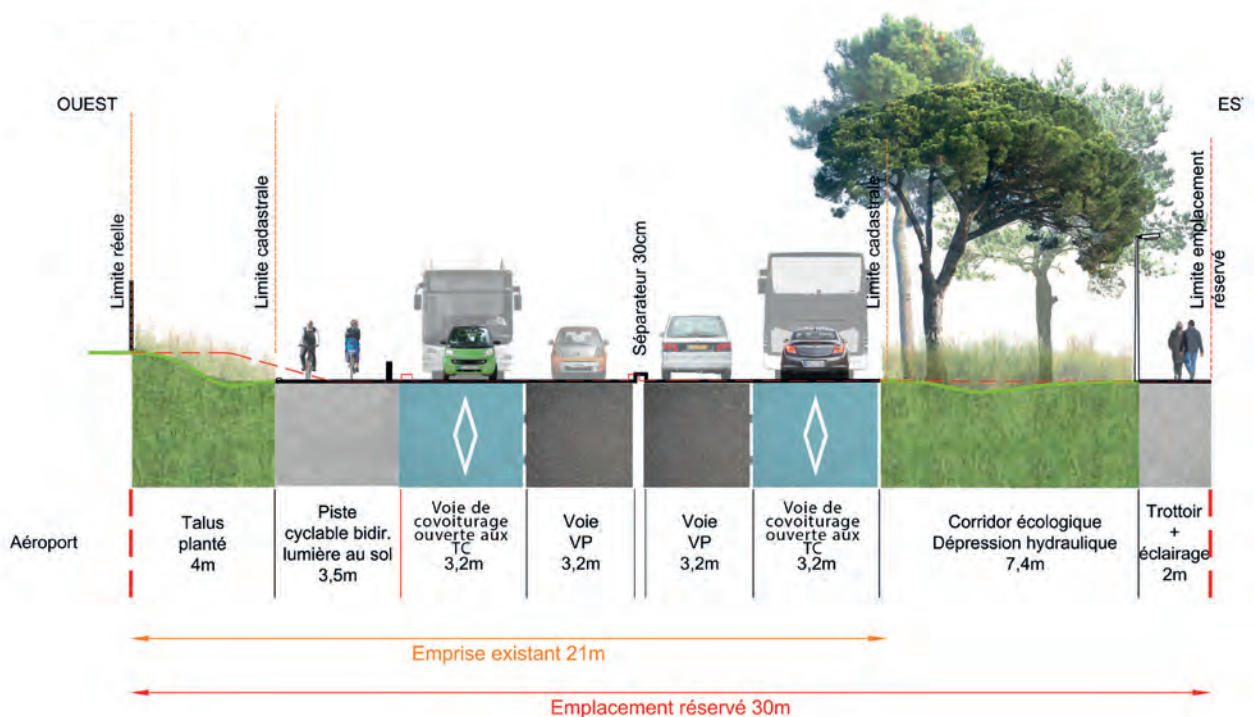 OUEST
ES
Limite réelle
Limite cadastrale
Séparateur 30cm
Limite cadastrale
Limite emplacement
réservé
Aéroport
Talus
planté
4m
Piste
cyclable bidir.
lumière au sol
3,5m
Voie de
covoiturage
ouverte aux
TC
3,2m
Voie
VP
3,2m
Voie
VP
3,2m
Voie de
covoiturage
ouverte aux
TC
3,2m
Corridor écologique
Dépression hydraulique
7,4m
Trottoir
+
éclairage
2m
Emprise existant 21m
Emplacement réservé 30m